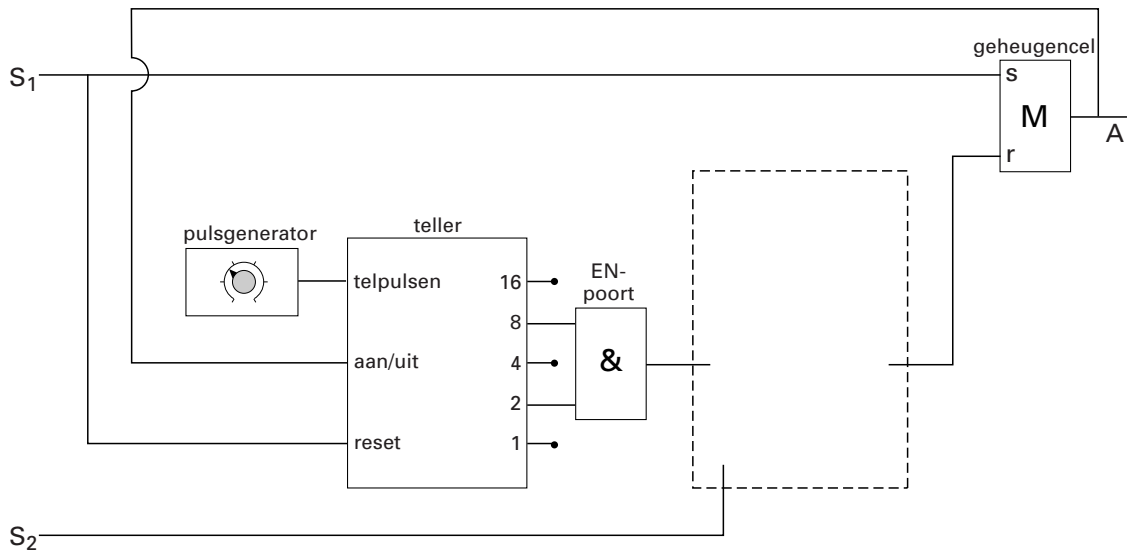 geheugencel
S1
s
M
A
r
pulsgenerator
teller
telpulsen
16
EN-
poort
8
aan/uit
4
&
2
reset
1
S2